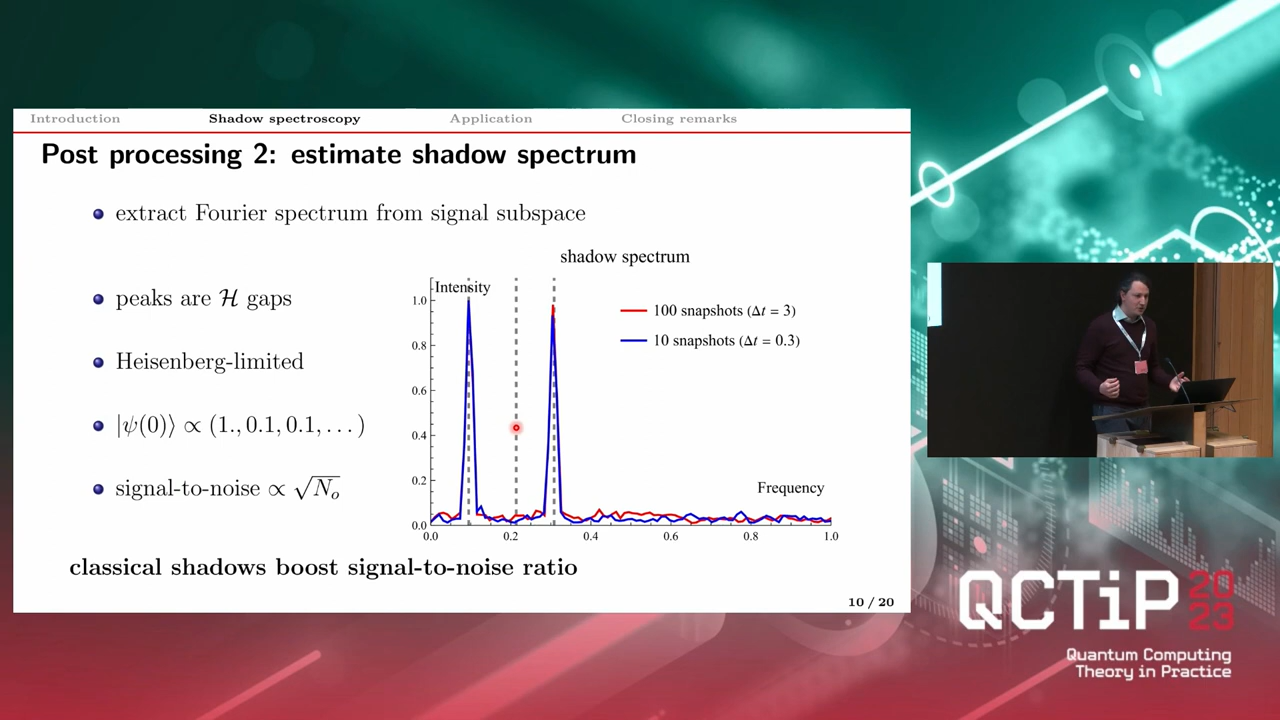 Introduction
Shadow spectroscopy
Application
Closing remarks
Post processing 2: estimate shadow spectrum
extract Fourier spectrum from signal subspace
peaks are ℋ gaps
Heisenberg-limited
|ψ(0)⟩ ∝ (1., 0.1, 0.1, . . . )
signal-to-noise ∝ √N_o
shadow spectrum
Intensity
1.0
0.8
0.6
0.4
0.2
0.0
0.0 0.2 0.4 0.6 0.8 1.0
Frequency
100 snapshots (Δt = 3)
10 snapshots (Δt = 0.3)
classical shadows boost signal-to-noise ratio
10 / 20
QCTiP 20
23
Quantum Computing
Theory in Practice